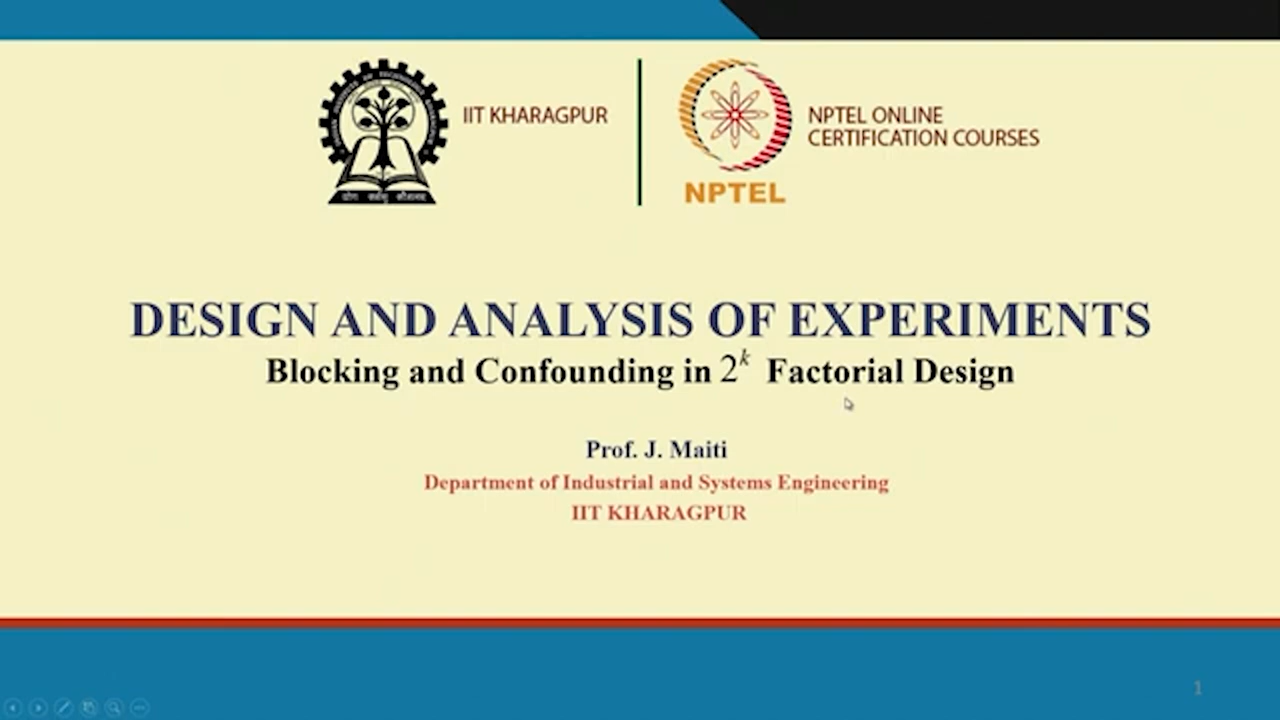 IIT KHARAGPUR
NPTEL ONLINE
CERTIFICATION COURSES
NPTEL
DESIGN AND ANALYSIS OF EXPERIMENTS
Blocking and Confounding in 2^k Factorial Design
Prof. J. Maiti
Department of Industrial and Systems Engineering
IIT KHARAGPUR
1